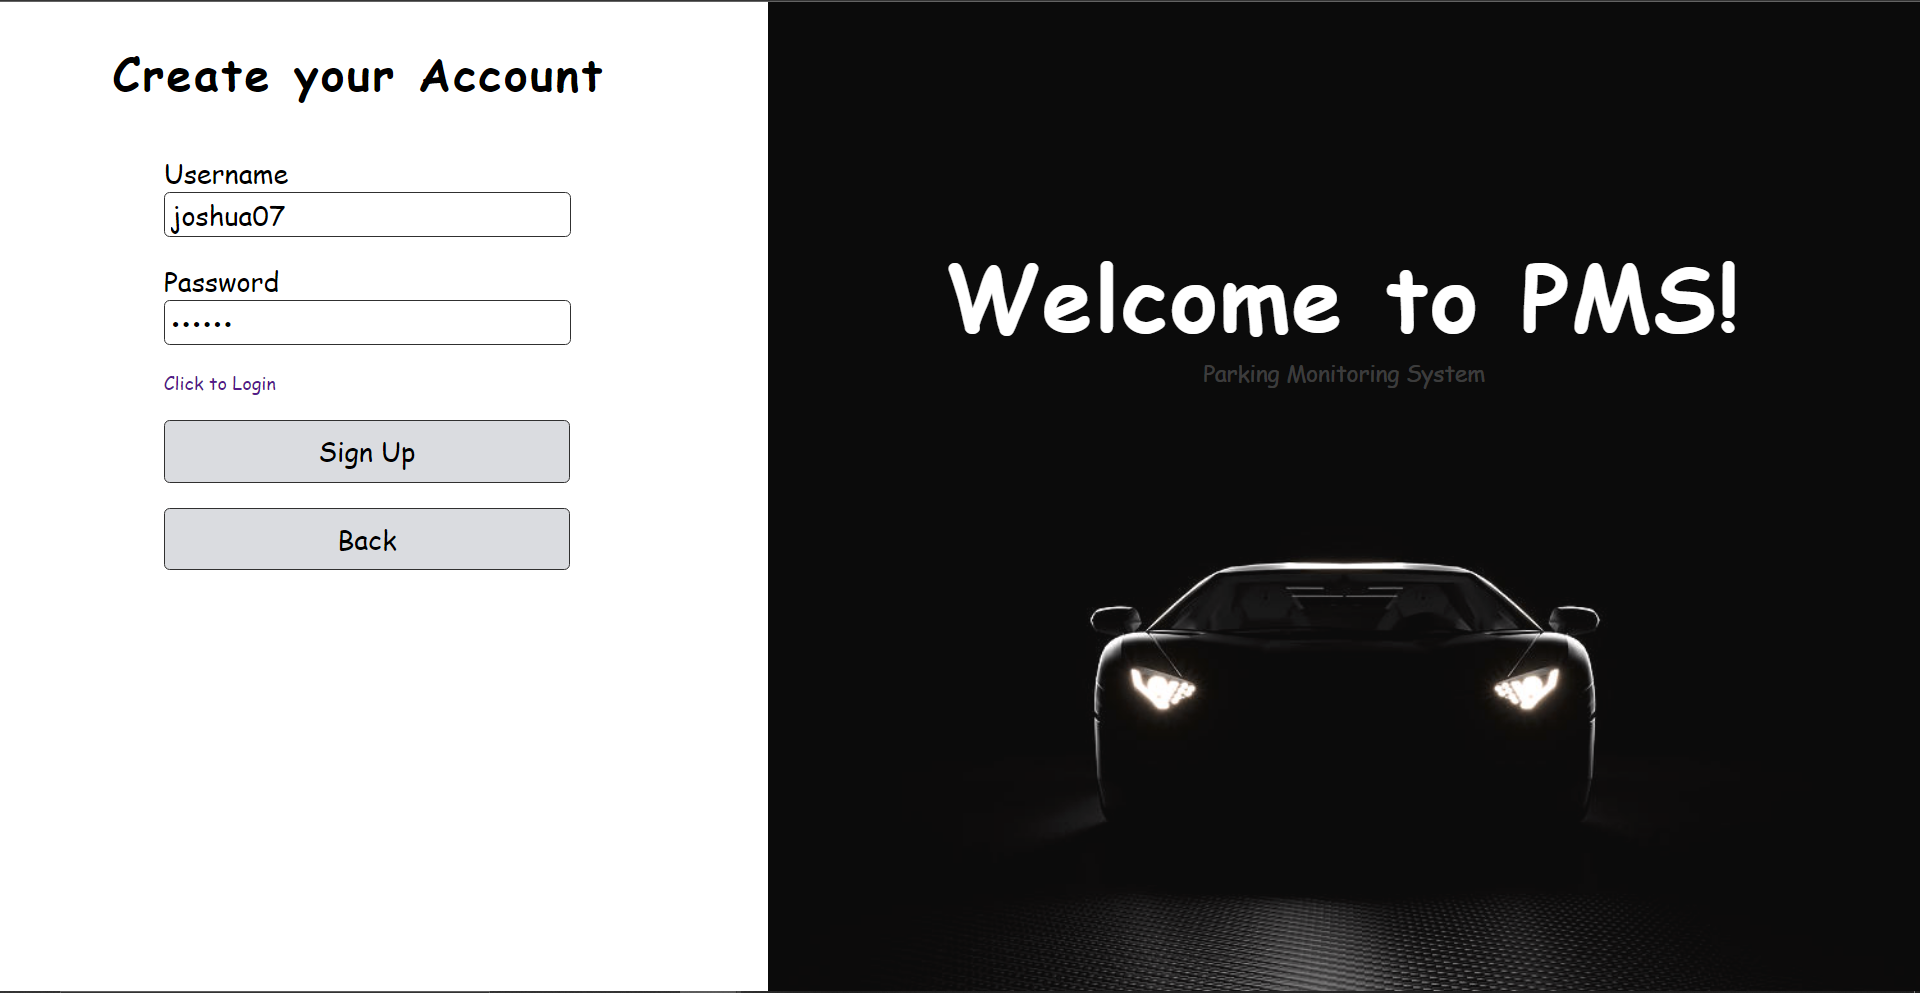 Create your Account
Username
joshua07
Password
••••••
Click to Login
Sign Up
Back
Welcome to PMS!
Parking Monitoring System